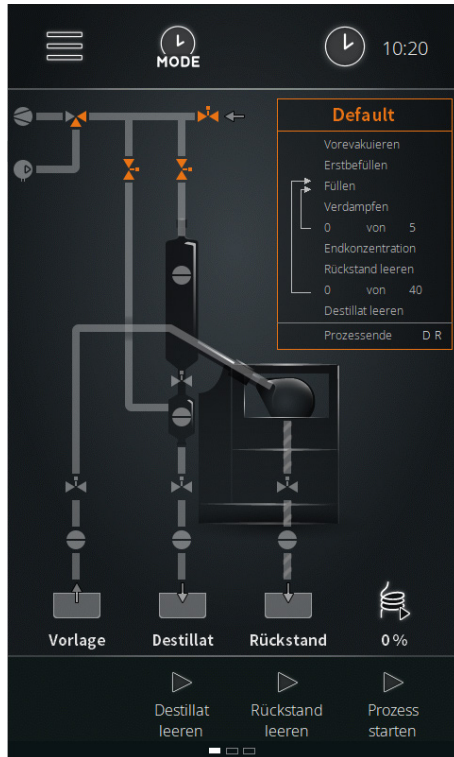 MODE
10:20
Default
Vorevakuieren
Erstbefüllen
Füllen
Verdampfen
0 von 5
Endkonzentration
Rückstand leeren
0 von 40
Destillat leeren
Prozessende D R
Vorlage Destillat Rückstand 0 %
Destillat leeren
Rückstand leeren
Prozess starten